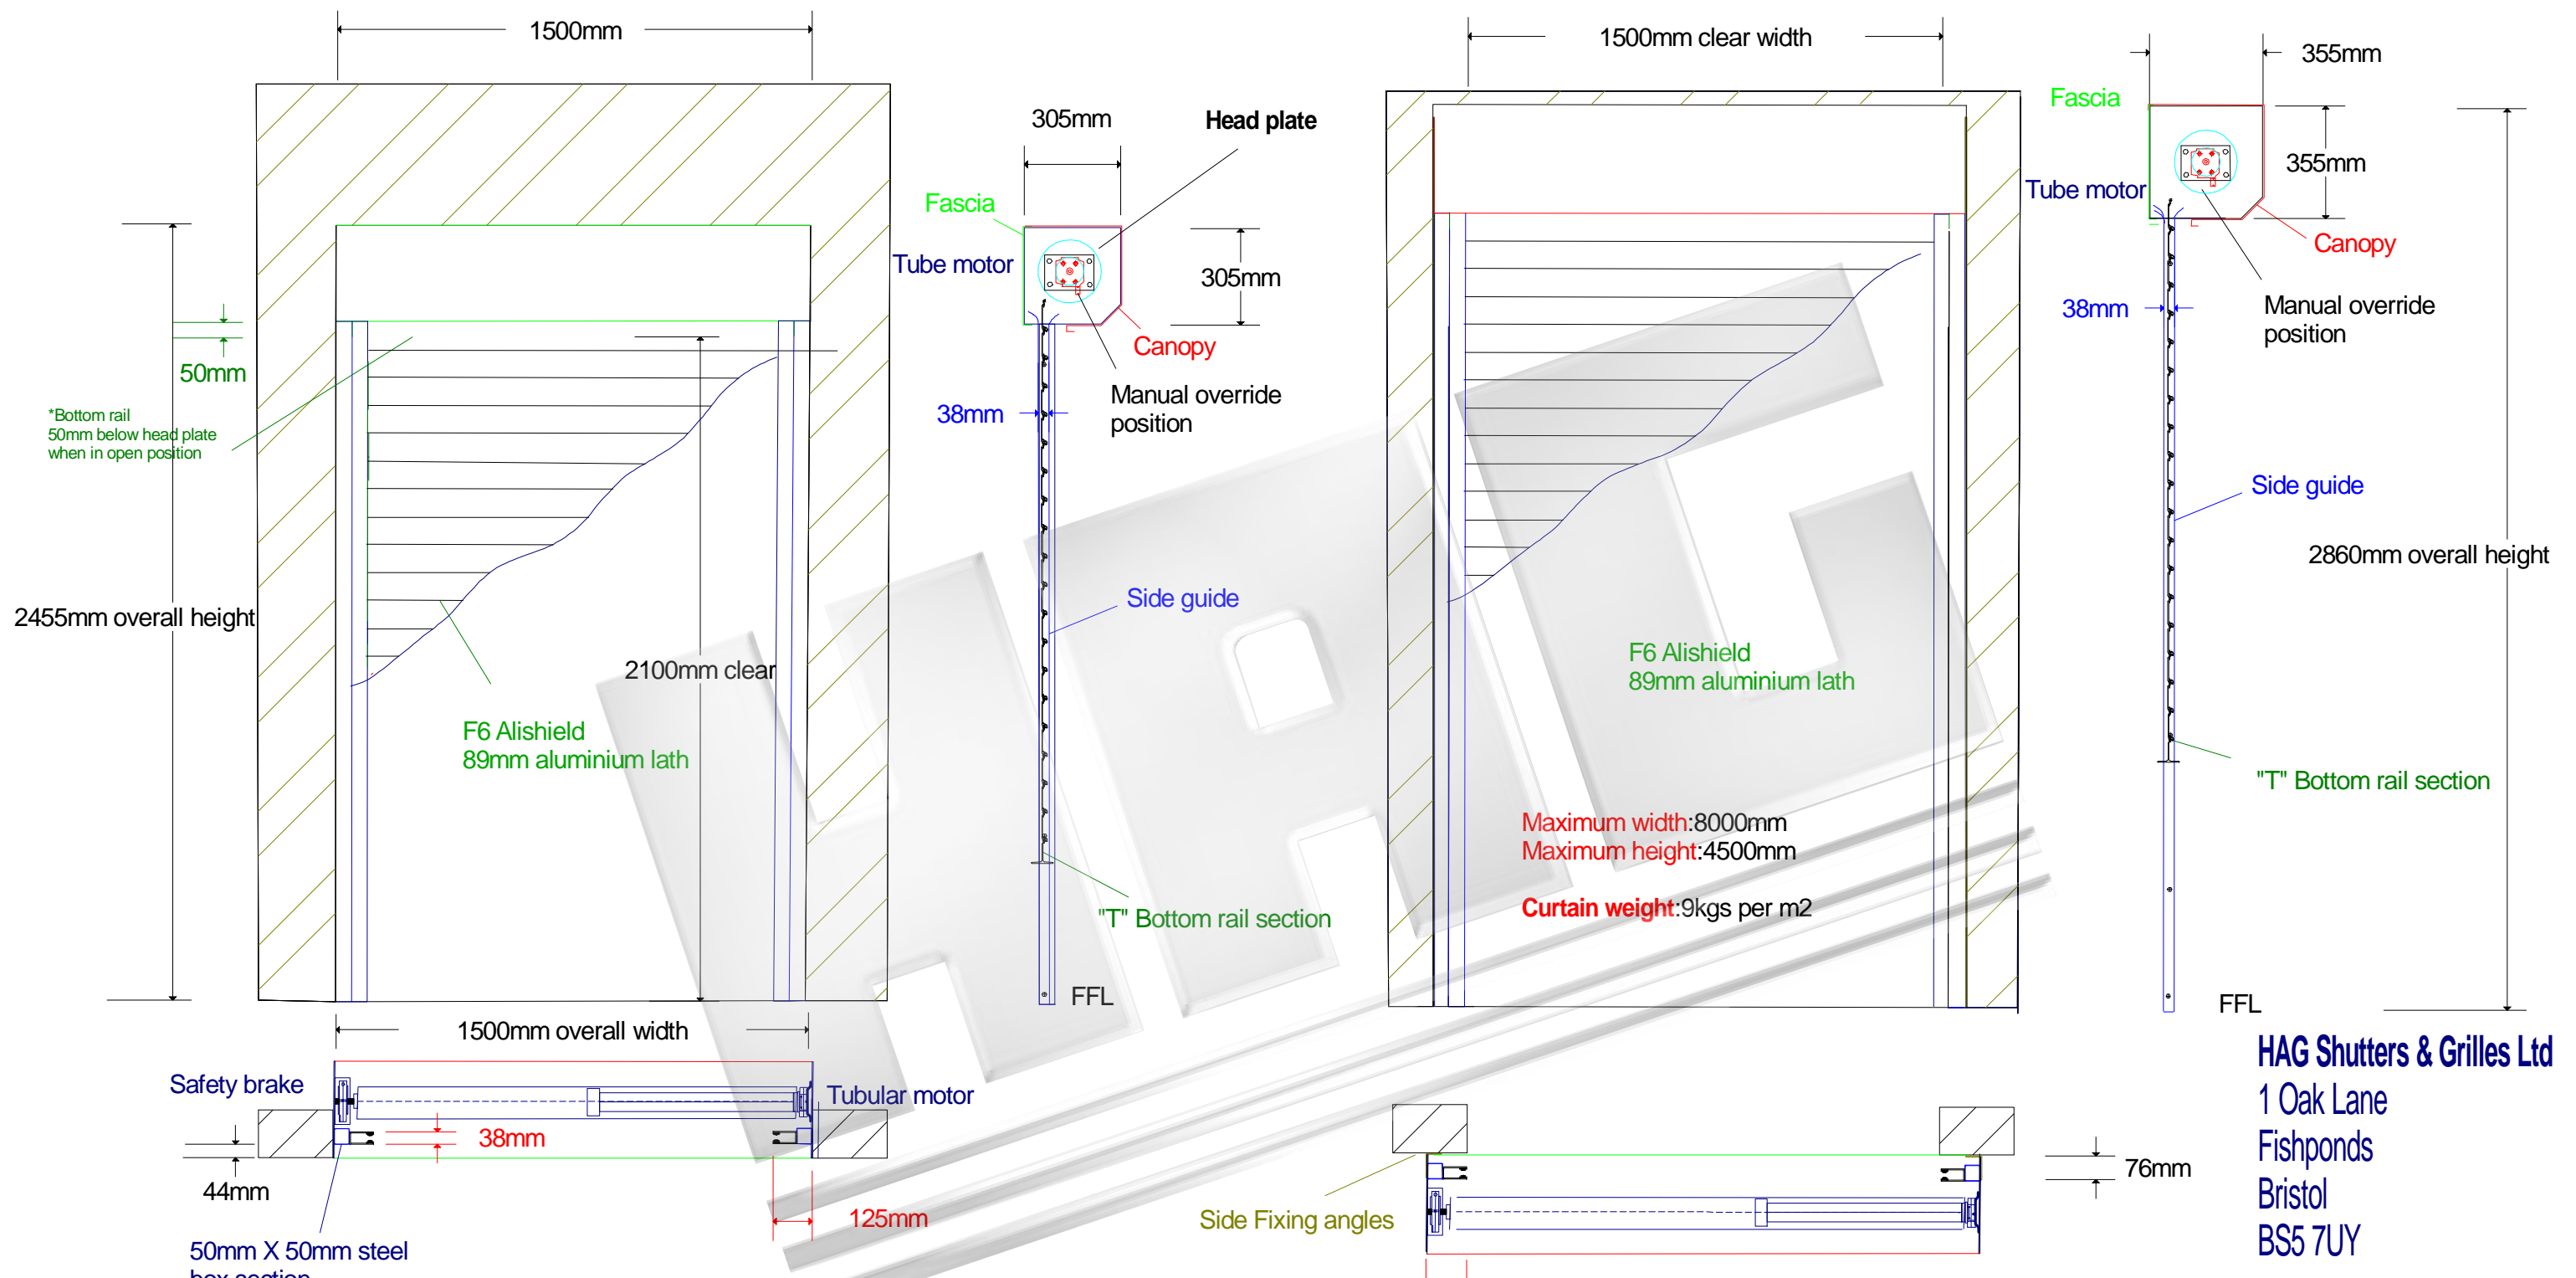 1500mm
1500mm clear width
355mm
Fascia
305mm
Head plate
355mm
Tube motor
Fascia
Canopy
Tube motor
305mm
Manual override
position
38mm
Canopy
50mm
Manual override
position
38mm
*Bottom rail
50mm below head plate
when in open position
Side guide
2860mm overall height
Side guide
2455mm overall height
2100mm clear
F6 Alishield
89mm aluminium lath
F6 Alishield
89mm aluminium lath
"T" Bottom rail section
Maximum width:8000mm
Maximum height:4500mm
Curtain weight:9kgs per m2
"T" Bottom rail section
FFL
FFL
1500mm overall width
HAG Shutters & Grilles Ltd
1 Oak Lane
Fishponds
Bristol
BS5 7UY
Safety brake
Tubular motor
38mm
44mm
76mm
125mm
Side Fixing angles
50mm X 50mm steel
box section
HAG